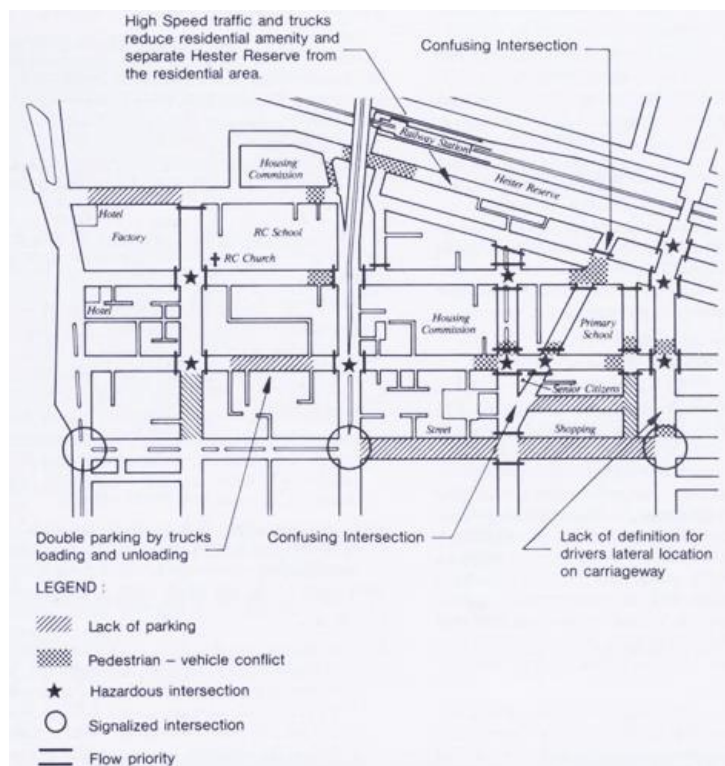 High Speed traffic and trucks
reduce residential amenity and
separate Hester Reserve from
the residential area.
Confusing Intersection
Railway Station
Housing
Commission
Hester Reserve
Hotel
Factory
RC School
RC Church
Hotel
Housing
Commission
Primary
School
Senior Citizens
Street
Shopping
Double parking by trucks
loading and unloading
Confusing Intersection
Lack of definition for
drivers lateral location
on carriageway
LEGEND :
Lack of parking
Pedestrian – vehicle conflict
Hazardous intersection
Signalized intersection
Flow priority